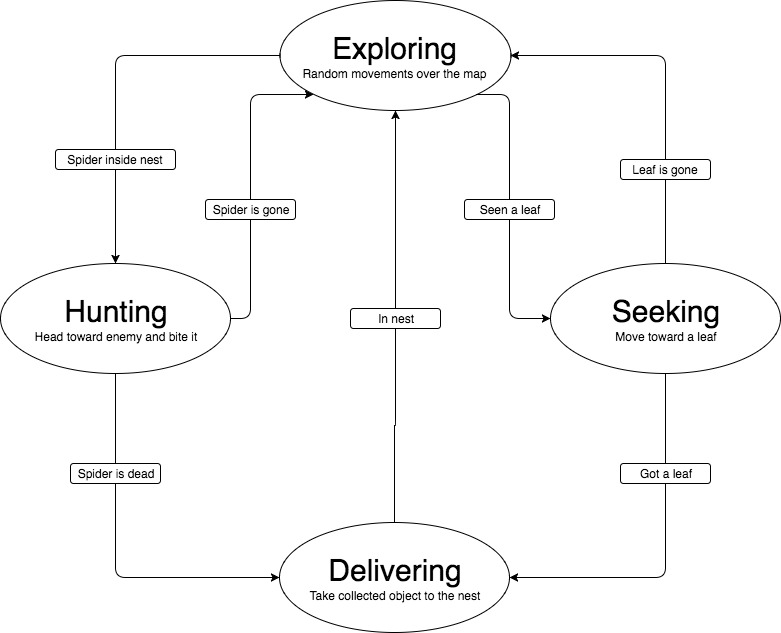 Exploring
Random movements over the map
Spider inside nest
Leaf is gone
Spider is gone
Seen a leaf
Hunting
Head toward enemy and bite it
In nest
Seeking
Move toward a leaf
Spider is dead
Got a leaf
Delivering
Take collected object to the nest